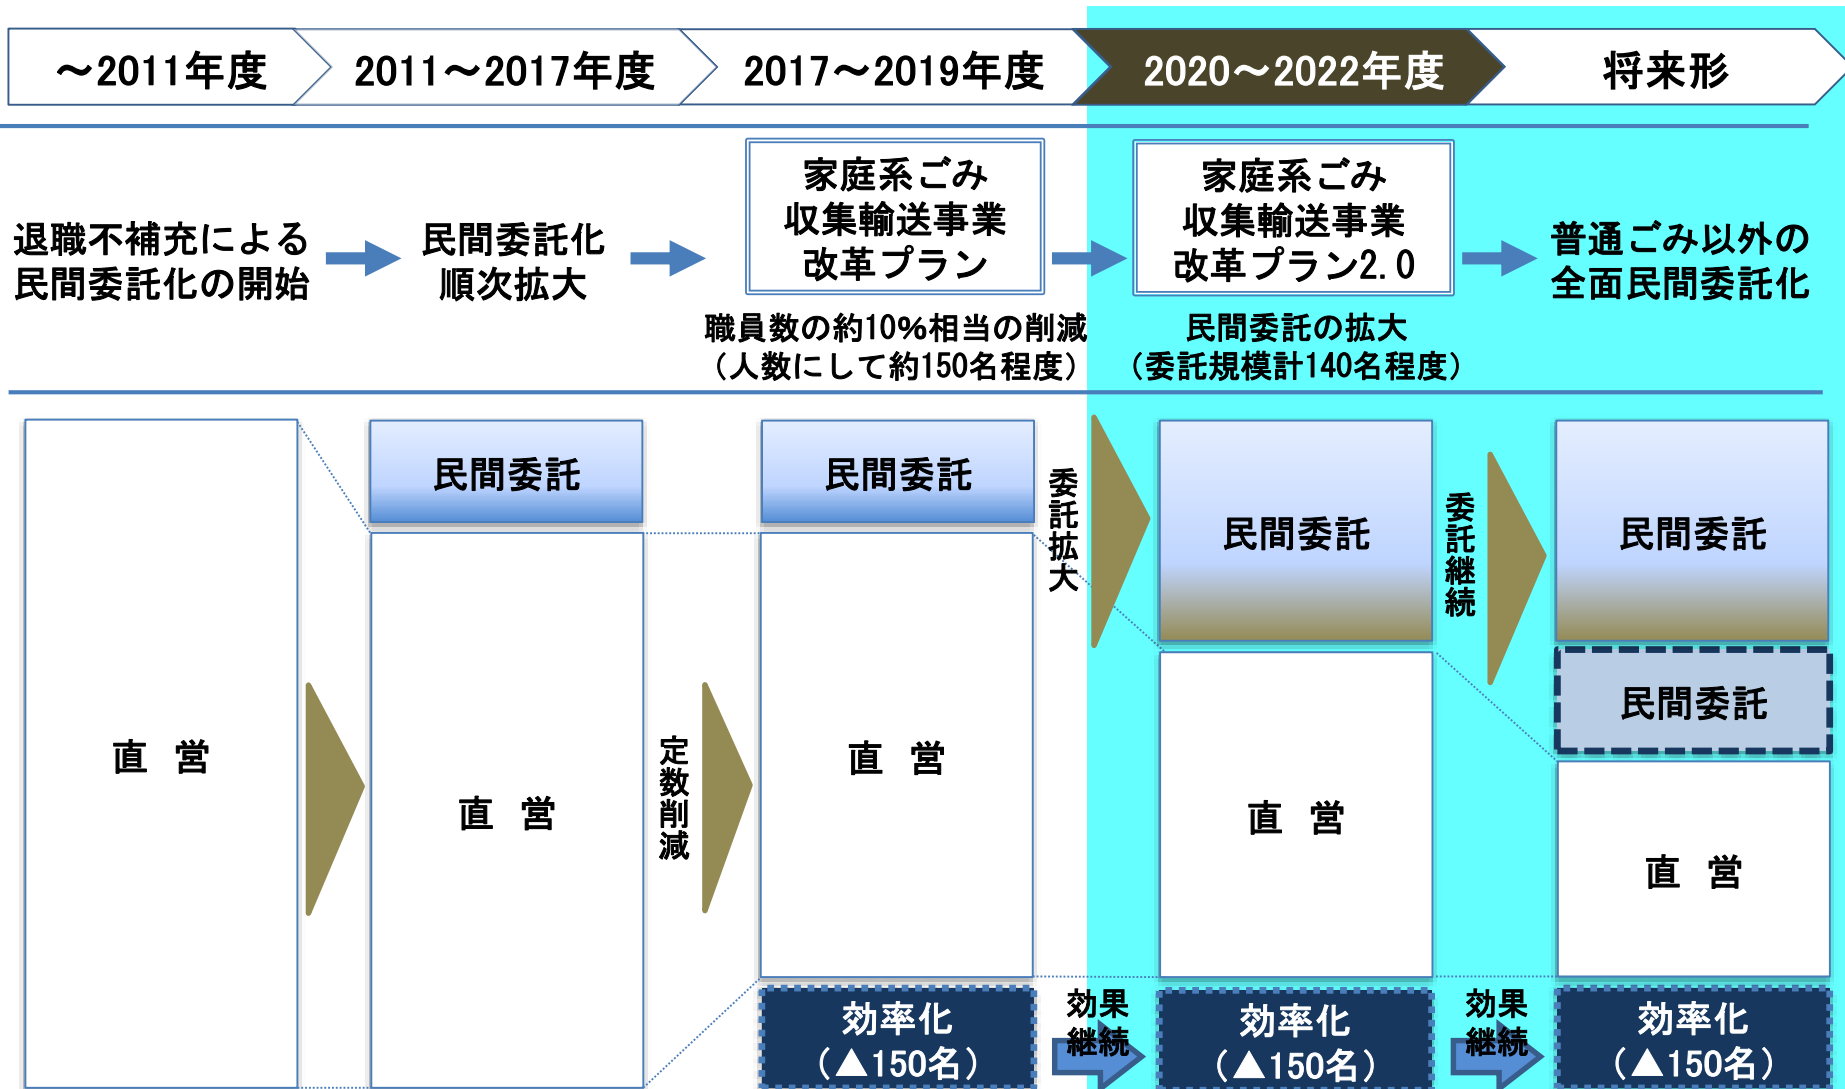 ～2011年度
2011～2017年度
2017～2019年度
2020～2022年度
将来形
退職不補充による
民間委託化の開始
民間委託化
順次拡大
家庭系ごみ
収集輸送事業
改革プラン
職員数の約10%相当の削減
（人数にして約150名程度）
家庭系ごみ
収集輸送事業
改革プラン2.0
民間委託の拡大
（委託規模計140名程度）
普通ごみ以外の
全面民間委託化
直　営
民間委託
直　営
定数削減
民間委託
直　営
効率化
（▲150名）
委託拡大
効果
継続
民間委託
直　営
効率化
（▲150名）
委託継続
効果
継続
民間委託
民間委託
直　営
効率化
（▲150名）